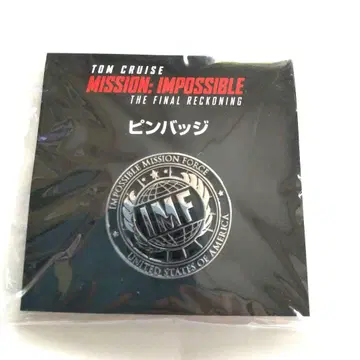 TOM CRUISE
MISSION: IMPOSSIBLE
THE FINAL RECKONING
ピンバッジ
IMPOSSIBLE MISSION FORCE
IMF
UNITED STATES OF AMERICA